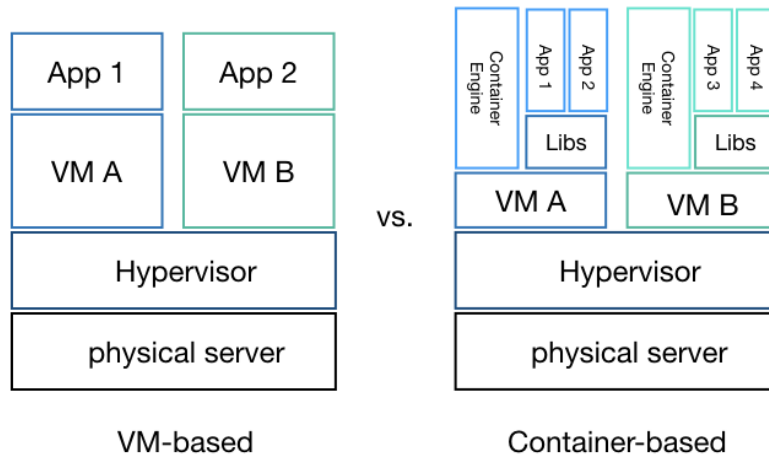 App 1
App 2
VM A
VM B
Hypervisor
physical server
VM-based
vs.
Container
Engine
App 1
App 2
Libs
Container
Engine
App 3
App 4
Libs
VM A
VM B
Hypervisor
physical server
Container-based